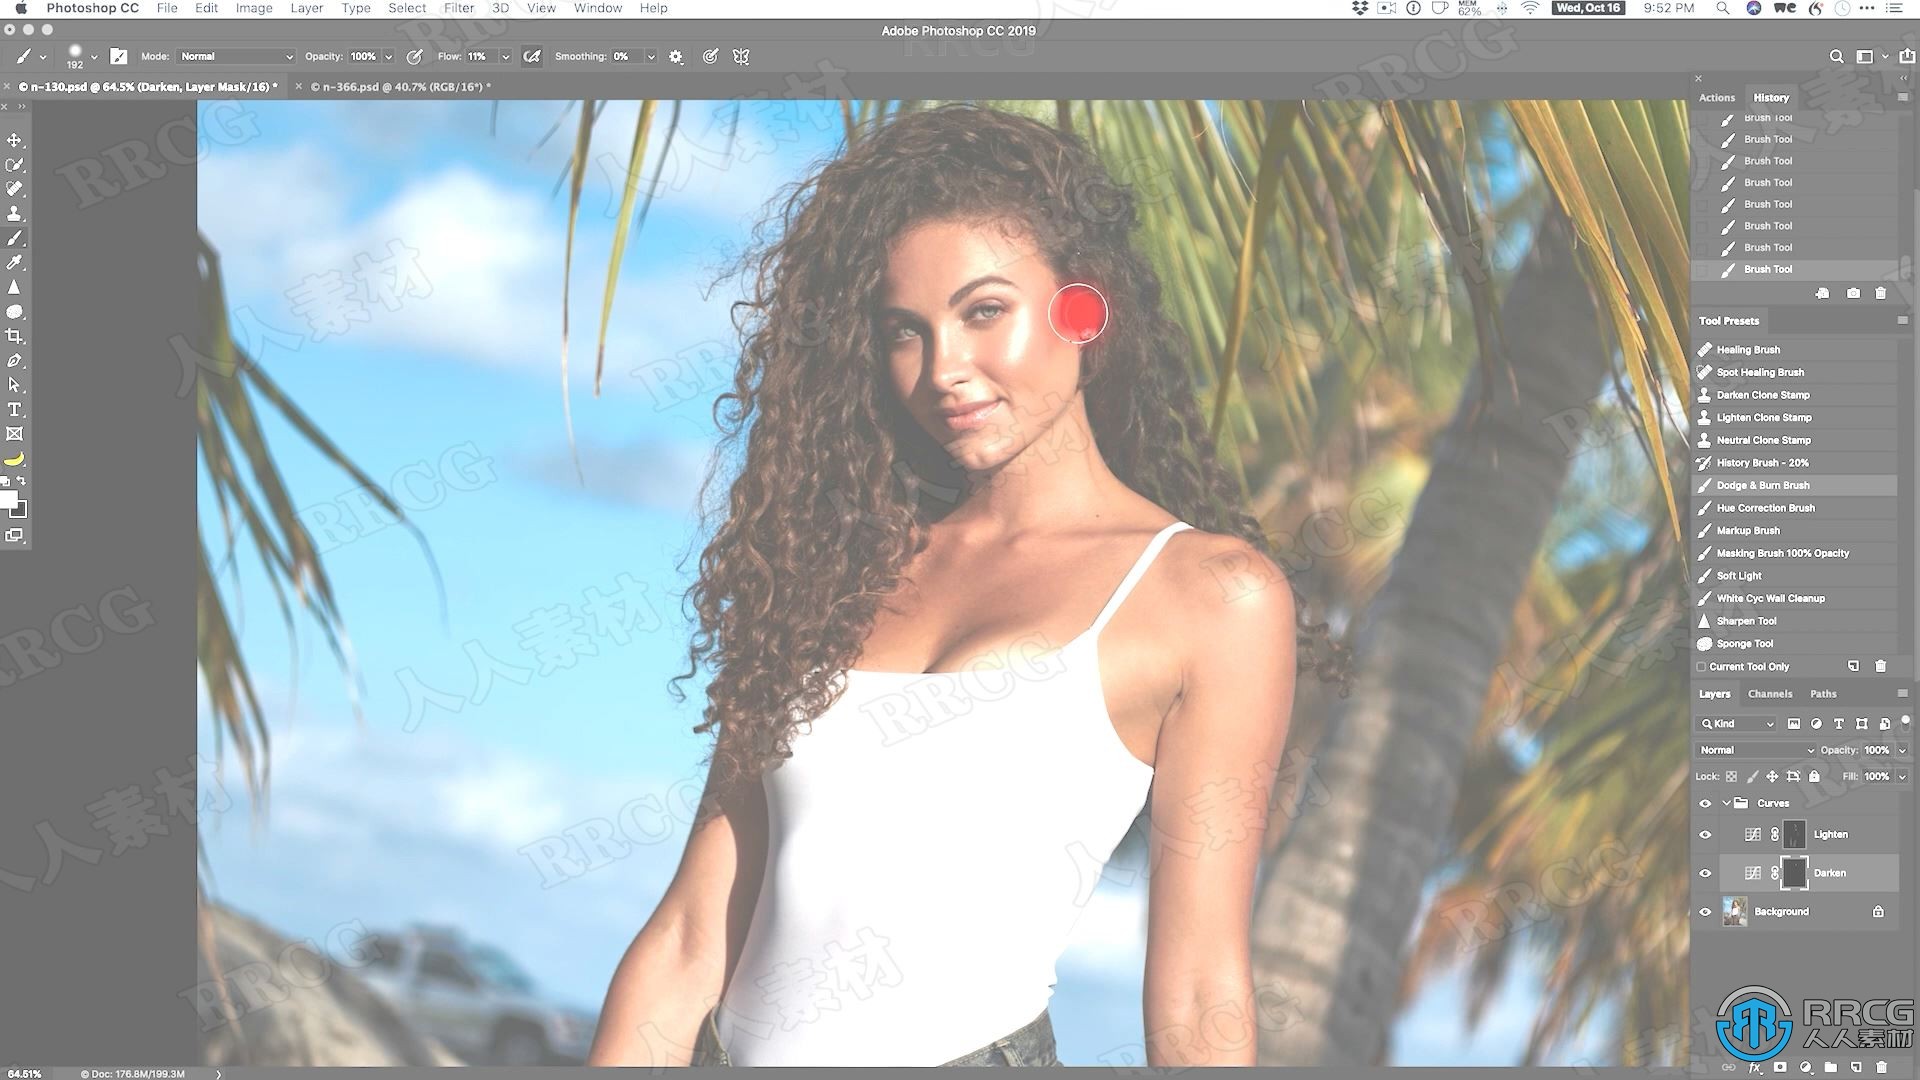 Photoshop CC File Edit Image Layer Type Select Filter 3D View Window Help MEM 62% Wed, Oct 16 9:52 PM
Adobe Photoshop CC 2019
192 Mode: Normal Opacity: 100% Flow: 11% Smoothing: 0%
© n-130.psd @ 64.5% (Darken, Layer Mask/16) * © n-366.psd @ 40.7% (RGB/16*) *
Actions History
Brush Tool
Brush Tool
Brush Tool
Brush Tool
Brush Tool
Brush Tool
Brush Tool
Brush Tool
Tool Presets
Healing Brush
Spot Healing Brush
Darken Clone Stamp
Lighten Clone Stamp
Neutral Clone Stamp
History Brush - 20%
Dodge & Burn Brush
Hue Correction Brush
Markup Brush
Masking Brush 100% Opacity
Soft Light
White Cyc Wall Cleanup
Sharpen Tool
Sponge Tool
Current Tool Only
Layers Channels Paths
Kind
Normal Opacity: 100%
Lock: Fill: 100%
Curves
Lighten
Darken
Background
RRCG
人人素材
64.51% © Doc: 176.8M/199.3M